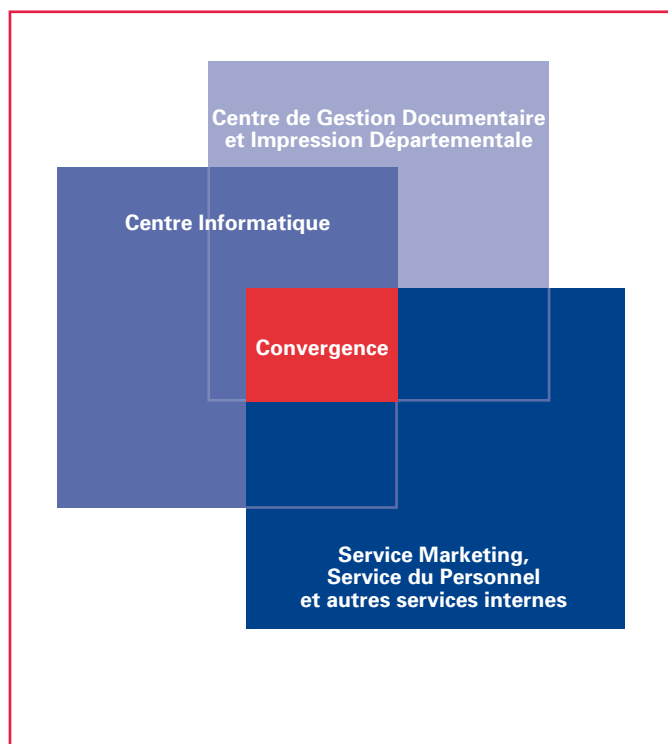 Centre de Gestion Documentaire
et Impression Départementale
Centre Informatique
Convergence
Service Marketing,
Service du Personnel
et autres services internes